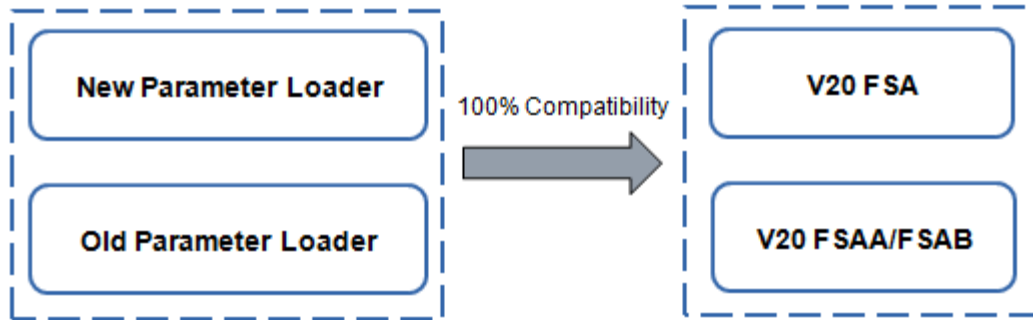 New Parameter Loader
Old Parameter Loader
100% Compatibility
V20 FSA
V20 FSAA/FSAB